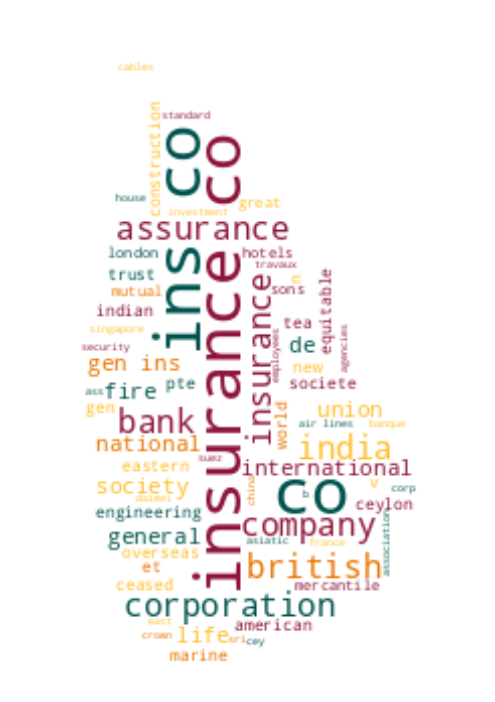 cables
standard
construction
ins co
insurance co
house
investment
great
assurance
london
hotels
travaux
trust
n
mutual
sons
equitable
indian
insurance
tea
singapore
agencies
employees
de
security
gen ins
new
pte
societe
ass
fire
gen
union
world
bank
air lines
banque
national
india
suez
eastern
international
society
china
v
co
b
corp
daimei
ceylon
engineering
company
association
general
asiatic
france
overseas
et
british
ceased
mercantile
corporation
east
american
crown
life
sri
cey
marine